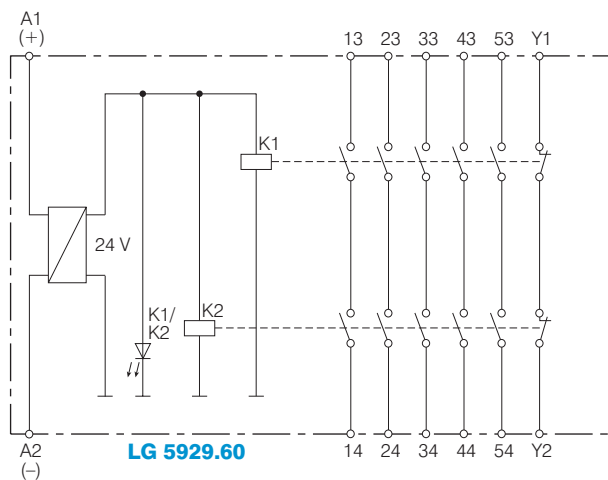 A1
(+)
13 23 33 43 53 Y1
K1
24 V
K1/
K2
K2
A2
(–)
LG 5929.60
14 24 34 44 54 Y2